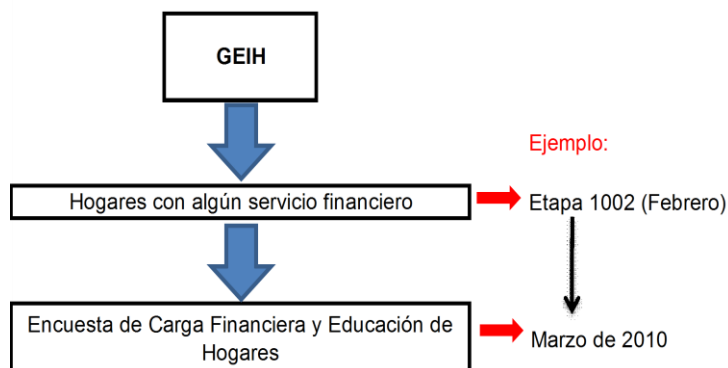 GEIH
Ejemplo:
Hogares con algún servicio financiero
Etapa 1002 (Febrero)
Encuesta de Carga Financiera y Educación de
Hogares
Marzo de 2010